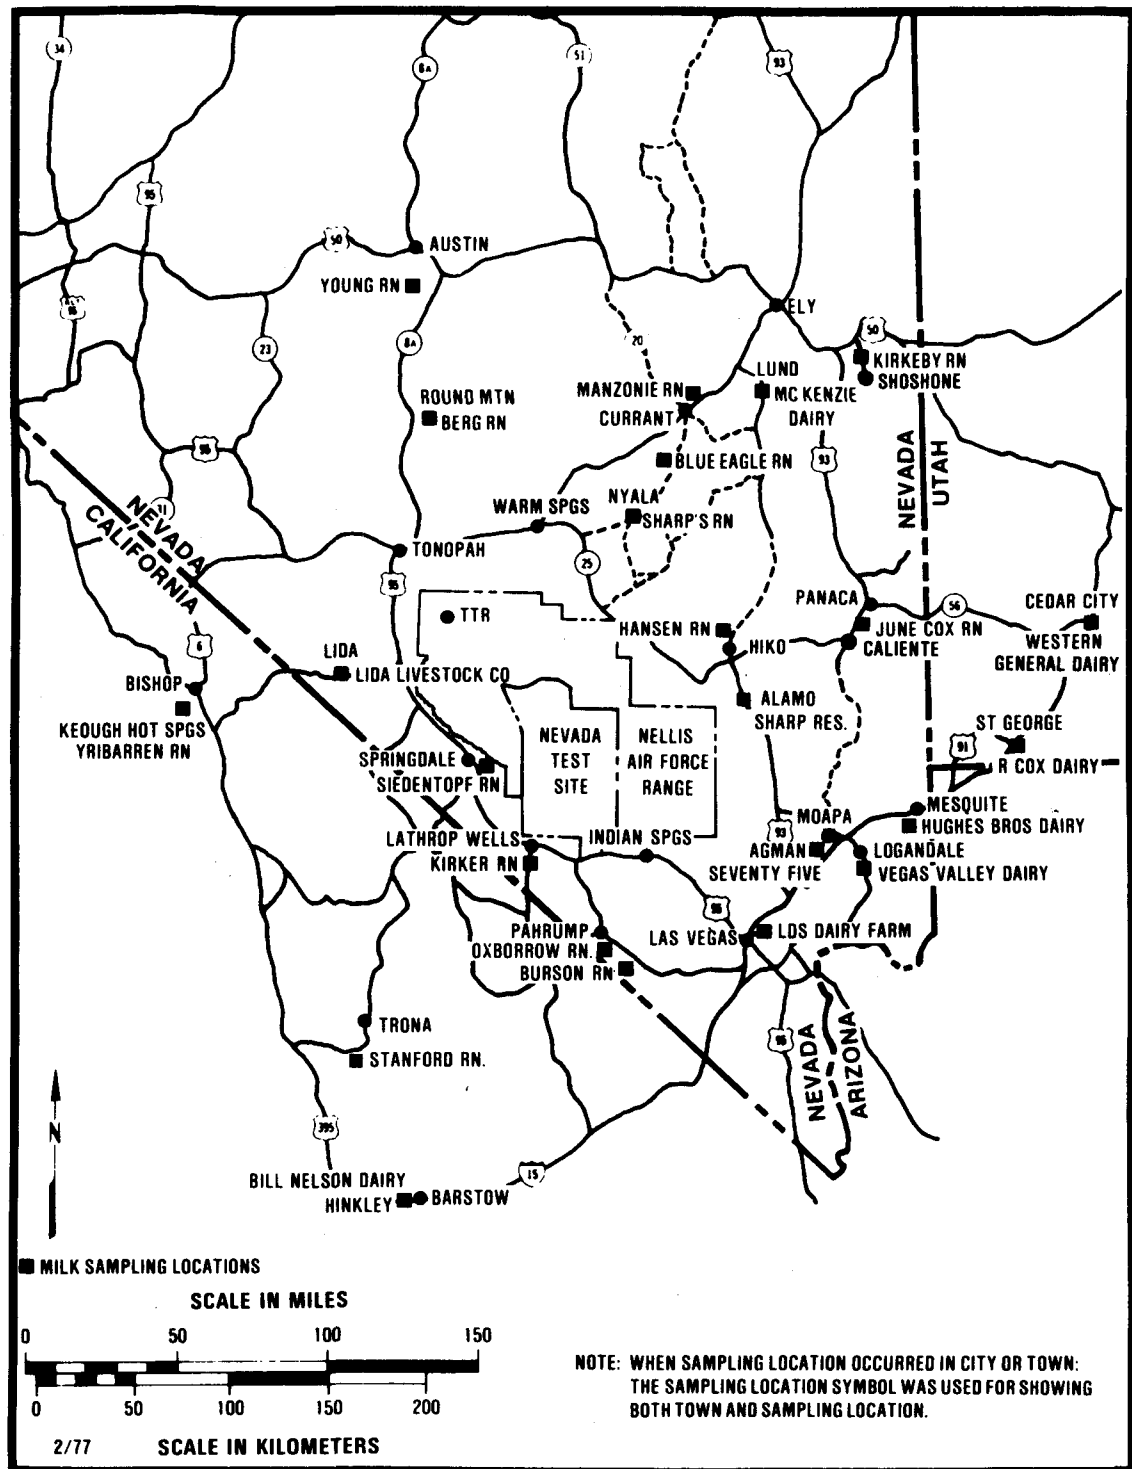 34
8A
51
93
95
50
AUSTIN
YOUNG RN
ELY
50
23
8A
20
KIRKEBY RN
SHOSHONE
LUND
MANZONIE RN
MC KENZIE
DAIRY
CURRANT
ROUND MTN
BERG RN
BLUE EAGLE RN
93
NEVADA
UTAH
NYALA
SHARP'S RN
WARM SPGS
NEVADA
CALIFORNIA
TONOPAH
25
95
TTR
PANACA
56
CEDAR CITY
HANSEN RN
JUNE COX RN
WESTERN
GENERAL DAIRY
HIKO
CALIENTE
6
LIDA
LIDA LIVESTOCK CO
BISHOP
KEOUGH HOT SPGS
YRIBARREN RN
ALAMO
SHARP RES.
ST GEORGE
NEVADA
TEST
SITE
NELLIS
AIR FORCE
RANGE
91
R COX DAIRY
SPRINGDALE
SIEDENTOPF RN
MESQUITE
HUGHES BROS DAIRY
MOAPA
93
LATHROP WELLS
INDIAN SPGS
KIRKER RN
AGMAN
SEVENTY FIVE
LOGANDALE
VEGAS VALLEY DAIRY
PAHRUMP
OXBORROW RN.
BURSON RN
LAS VEGAS
LDS DAIRY FARM
TRONA
STANFORD RN.
NEVADA
ARIZONA
N
395
15
BILL NELSON DAIRY
HINKLEY
BARSTOW
MILK SAMPLING LOCATIONS
SCALE IN MILES
0 50 100 150
0 50 100 150 200
2/77 SCALE IN KILOMETERS
NOTE: WHEN SAMPLING LOCATION OCCURRED IN CITY OR TOWN:
THE SAMPLING LOCATION SYMBOL WAS USED FOR SHOWING
BOTH TOWN AND SAMPLING LOCATION.